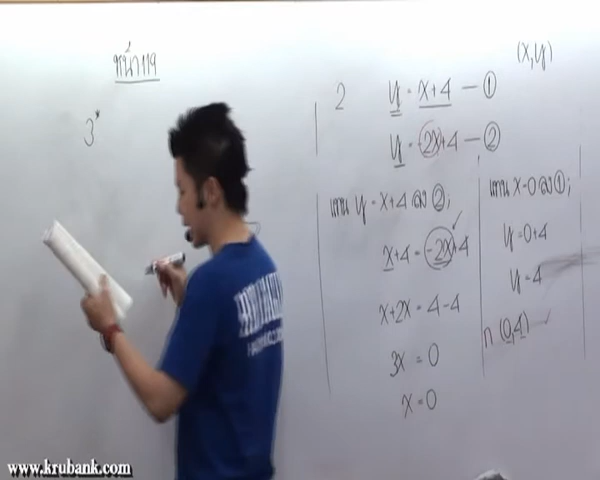 หน้า 119
3*
(x,y)
2
y = x+4 — ①
y = -2x+4 — ②
แทน y = x+4 ลง ②;
x+4 = -2x+4
x+2x = 4-4
3x = 0
x = 0
แทน x=0 ลง ①;
y = 0+4
y = 4
(0,4)
www.krubank.com